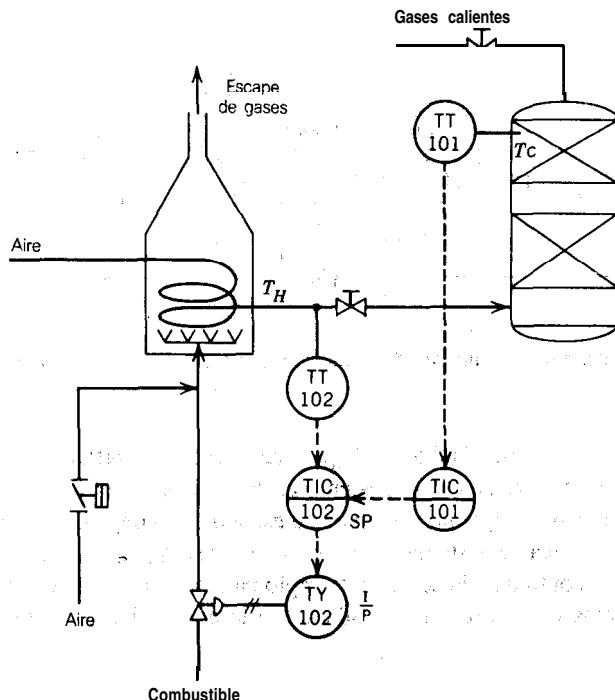 Gases calientes
Escape
de gases
TT
101
Tc
Aire
TH
TT
102
TIC
102
SP
TIC
101
TY
102
I
P
Aire
Combustible